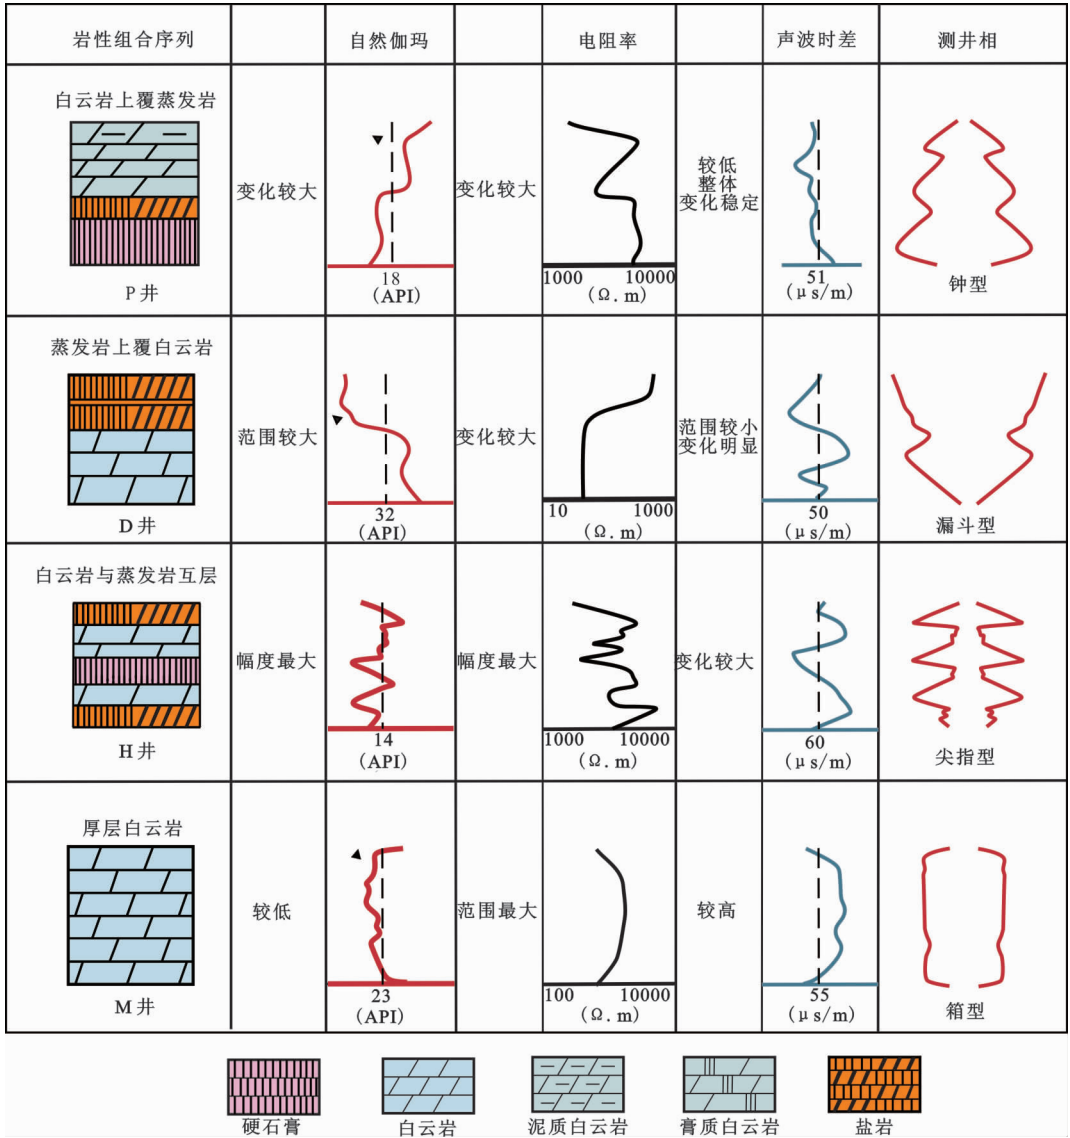 岩性组合序列 自然伽玛 电阻率 声波时差 测井相
白云岩上覆蒸发岩
P井
变化较大
18
(API)
变化较大
1000 10000
(Ω.m)
较低
整体
变化稳定
51
(μs/m)
钟型
蒸发岩上覆白云岩
D井
范围较大
32
(API)
变化较大
10 1000
(Ω.m)
范围较小
变化明显
50
(μs/m)
漏斗型
白云岩与蒸发岩互层
H井
幅度最大
14
(API)
幅度最大
1000 10000
(Ω.m)
变化较大
60
(μs/m)
尖指型
厚层白云岩
M井
较低
23
(API)
范围最大
100 10000
(Ω.m)
较高
55
(μs/m)
箱型
硬石膏 白云岩 泥质白云岩 膏质白云岩 盐岩